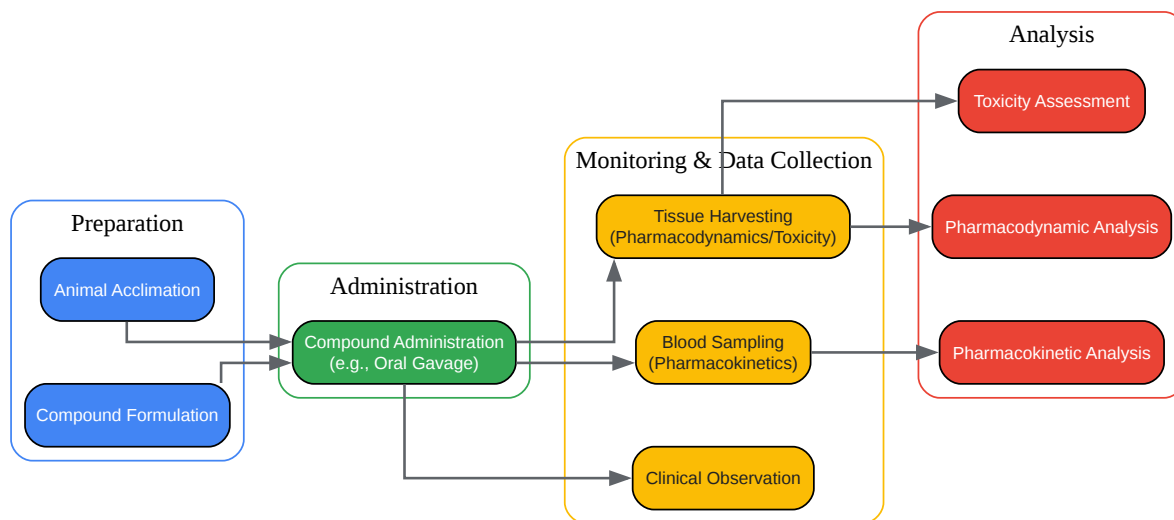 Preparation
Animal Acclimation
Compound Formulation
Administration
Compound Administration
(e.g., Oral Gavage)
Monitoring & Data Collection
Tissue Harvesting
(Pharmacodynamics/Toxicity)
Blood Sampling
(Pharmacokinetics)
Clinical Observation
Analysis
Toxicity Assessment
Pharmacodynamic Analysis
Pharmacokinetic Analysis